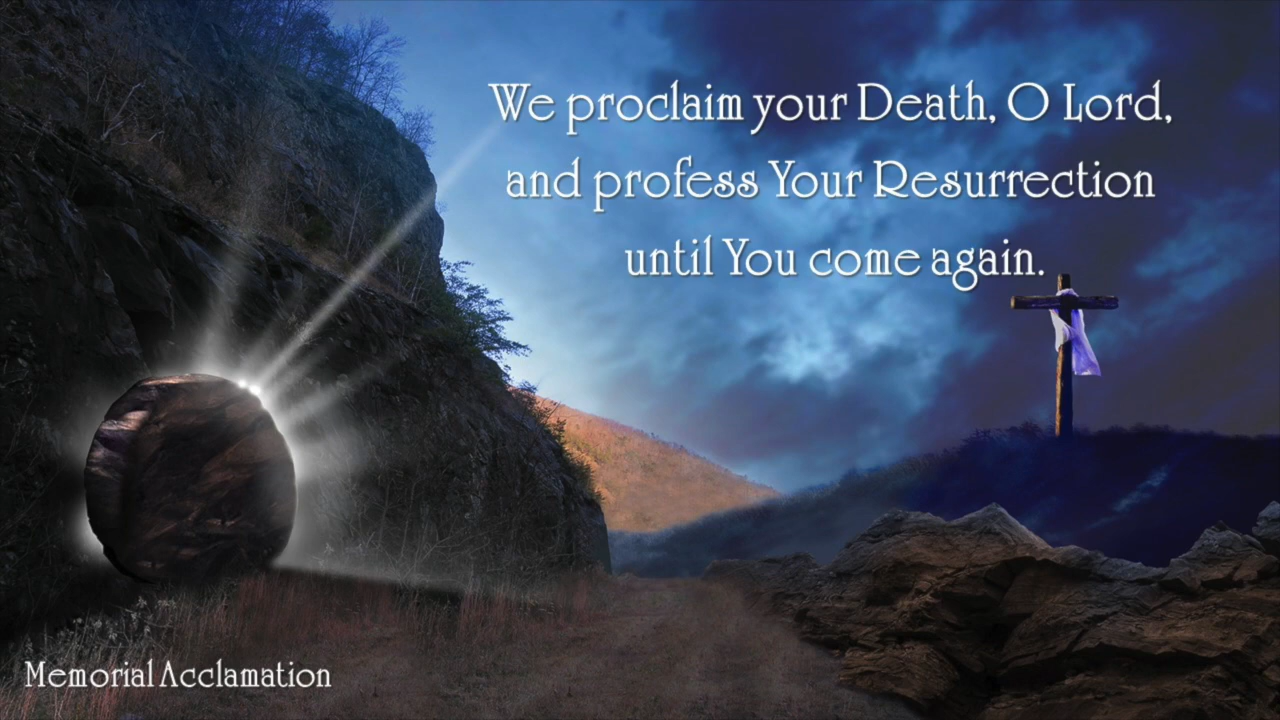 We proclaim your Death, O Lord,
and profess Your Resurrection
until You come again.
Memorial Acclamation